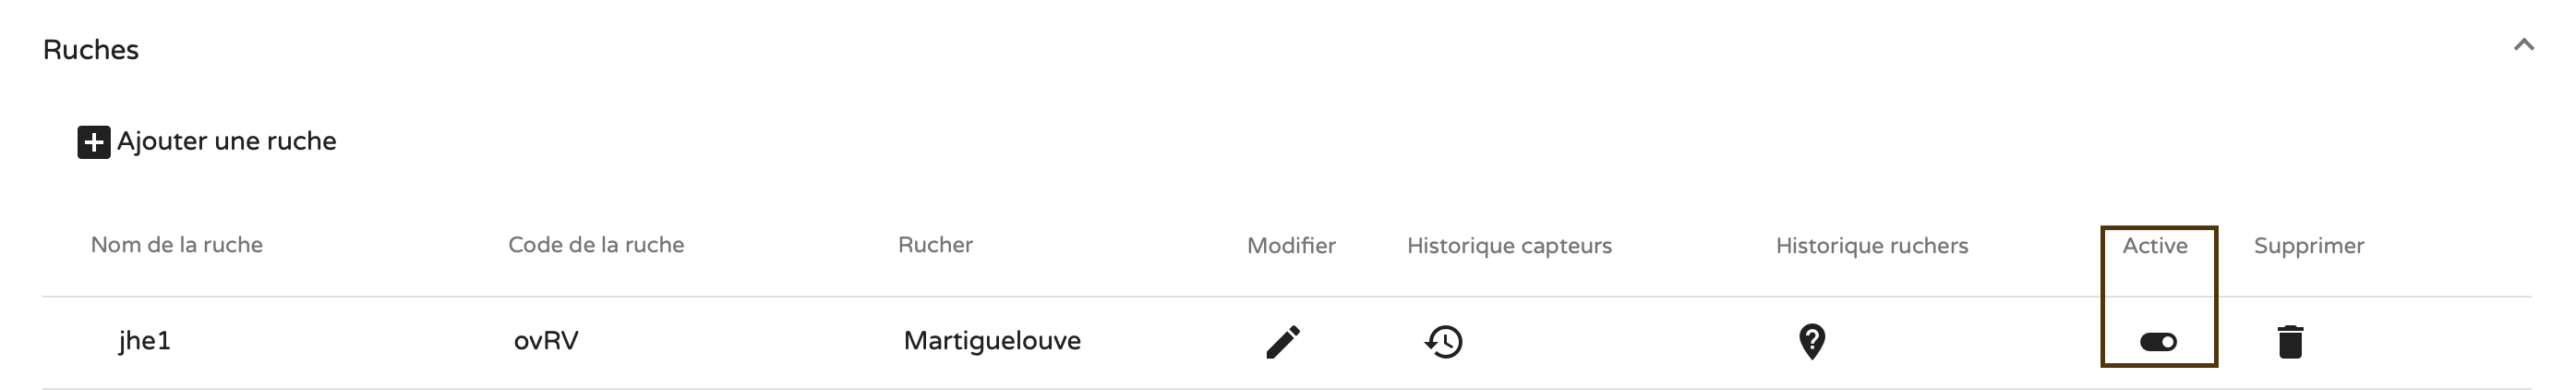 Ruches
Ajouter une ruche
Nom de la ruche Code de la ruche Rucher Modifier Historique capteurs Historique ruchers Active Supprimer
jhe1 ovRV Martiguelouve